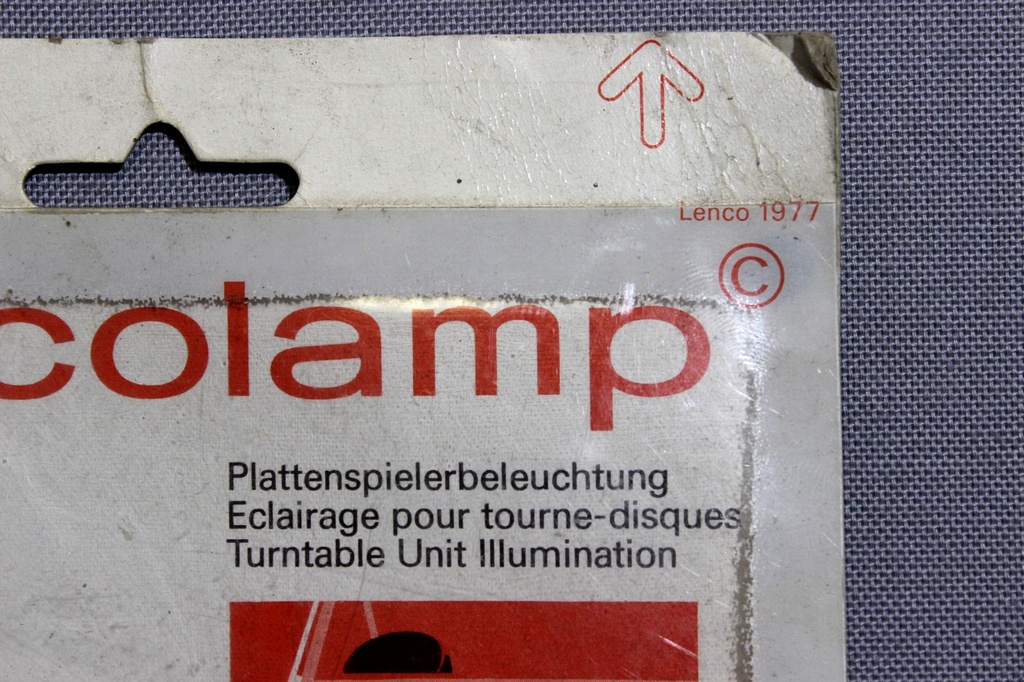 Lenco 1977
©
colamp
Plattenspielerbeleuchtung
Eclairage pour tourne-disques
Turntable Unit Illumination